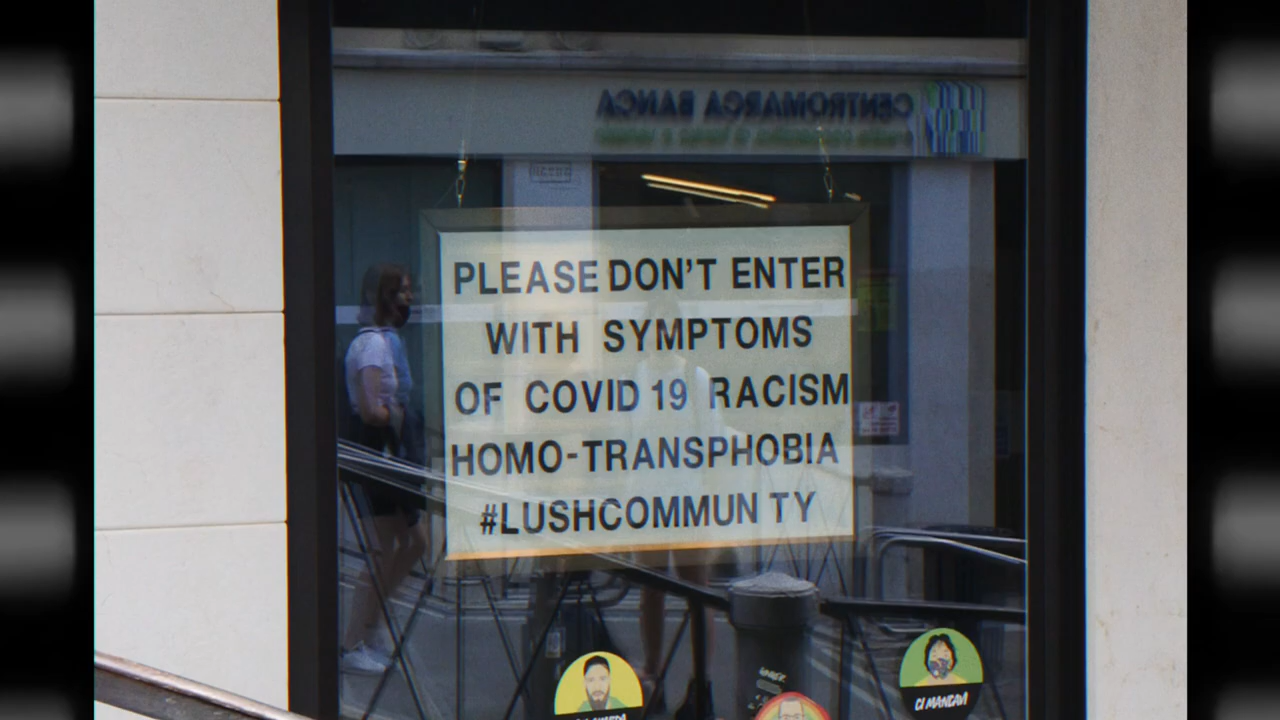 CENTROMARCA BANCA
PLEASE DON'T ENTER
WITH SYMPTOMS
OF COVID 19 RACISM
HOMO-TRANSPHOBIA
#LUSHCOMMUN TY
CI MANCAVI